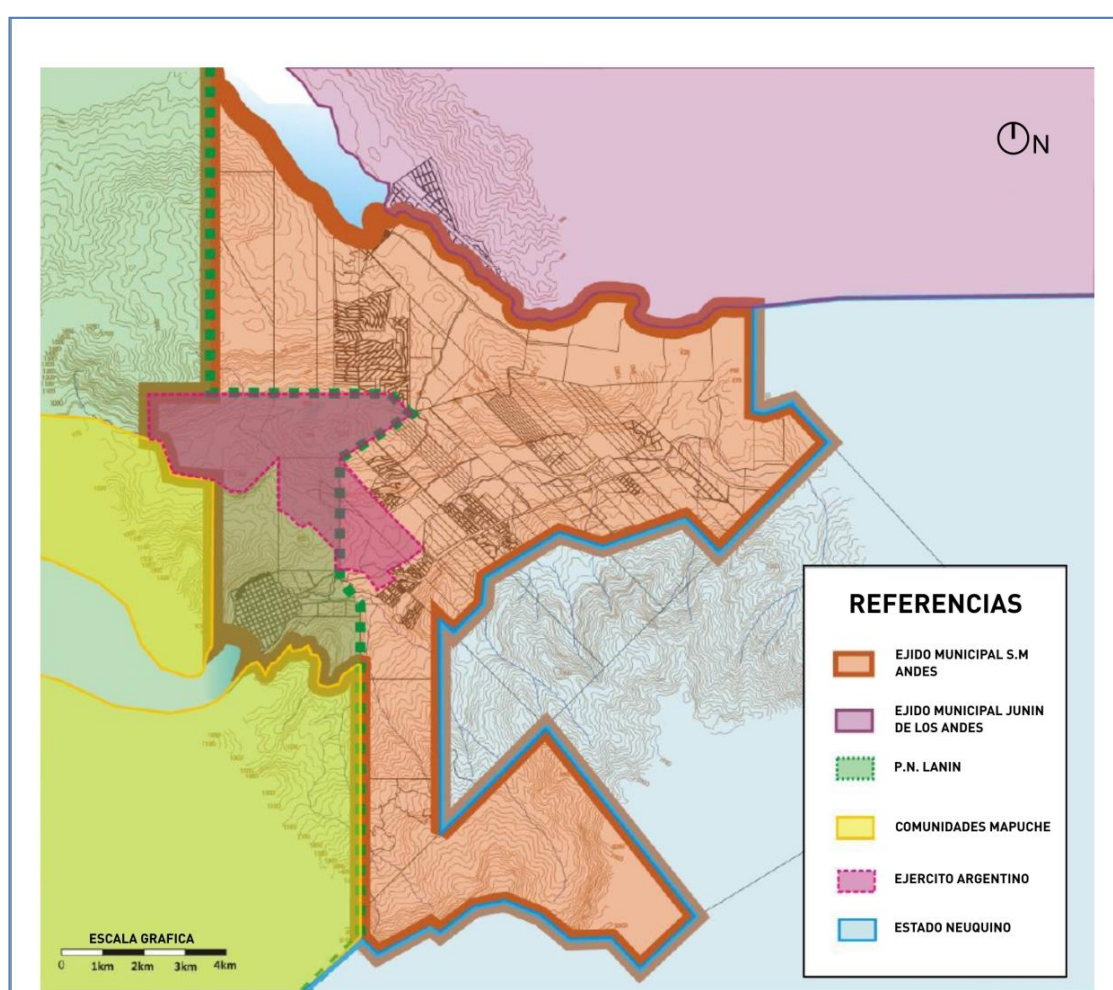 N
REFERENCIAS
EJIDO MUNICIPAL S.M
ANDES
EJIDO MUNICIPAL JUNIN
DE LOS ANDES
P.N. LANIN
COMUNIDADES MAPUCHE
EJERCITO ARGENTINO
ESTADO NEUQUINO
ESCALA GRAFICA
0 1km 2km 3km 4km